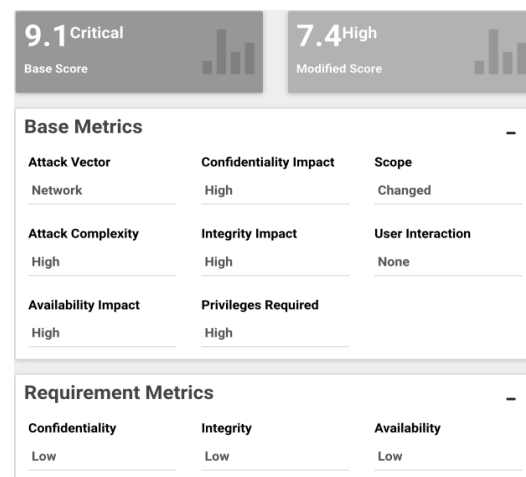 9.1 Critical
Base Score
7.4 High
Modified Score
Base Metrics
Attack Vector Confidentiality Impact Scope
Network High Changed
Attack Complexity Integrity Impact User Interaction
High High None
Availability Impact Privileges Required
High High
Requirement Metrics
Confidentiality Integrity Availability
Low Low Low